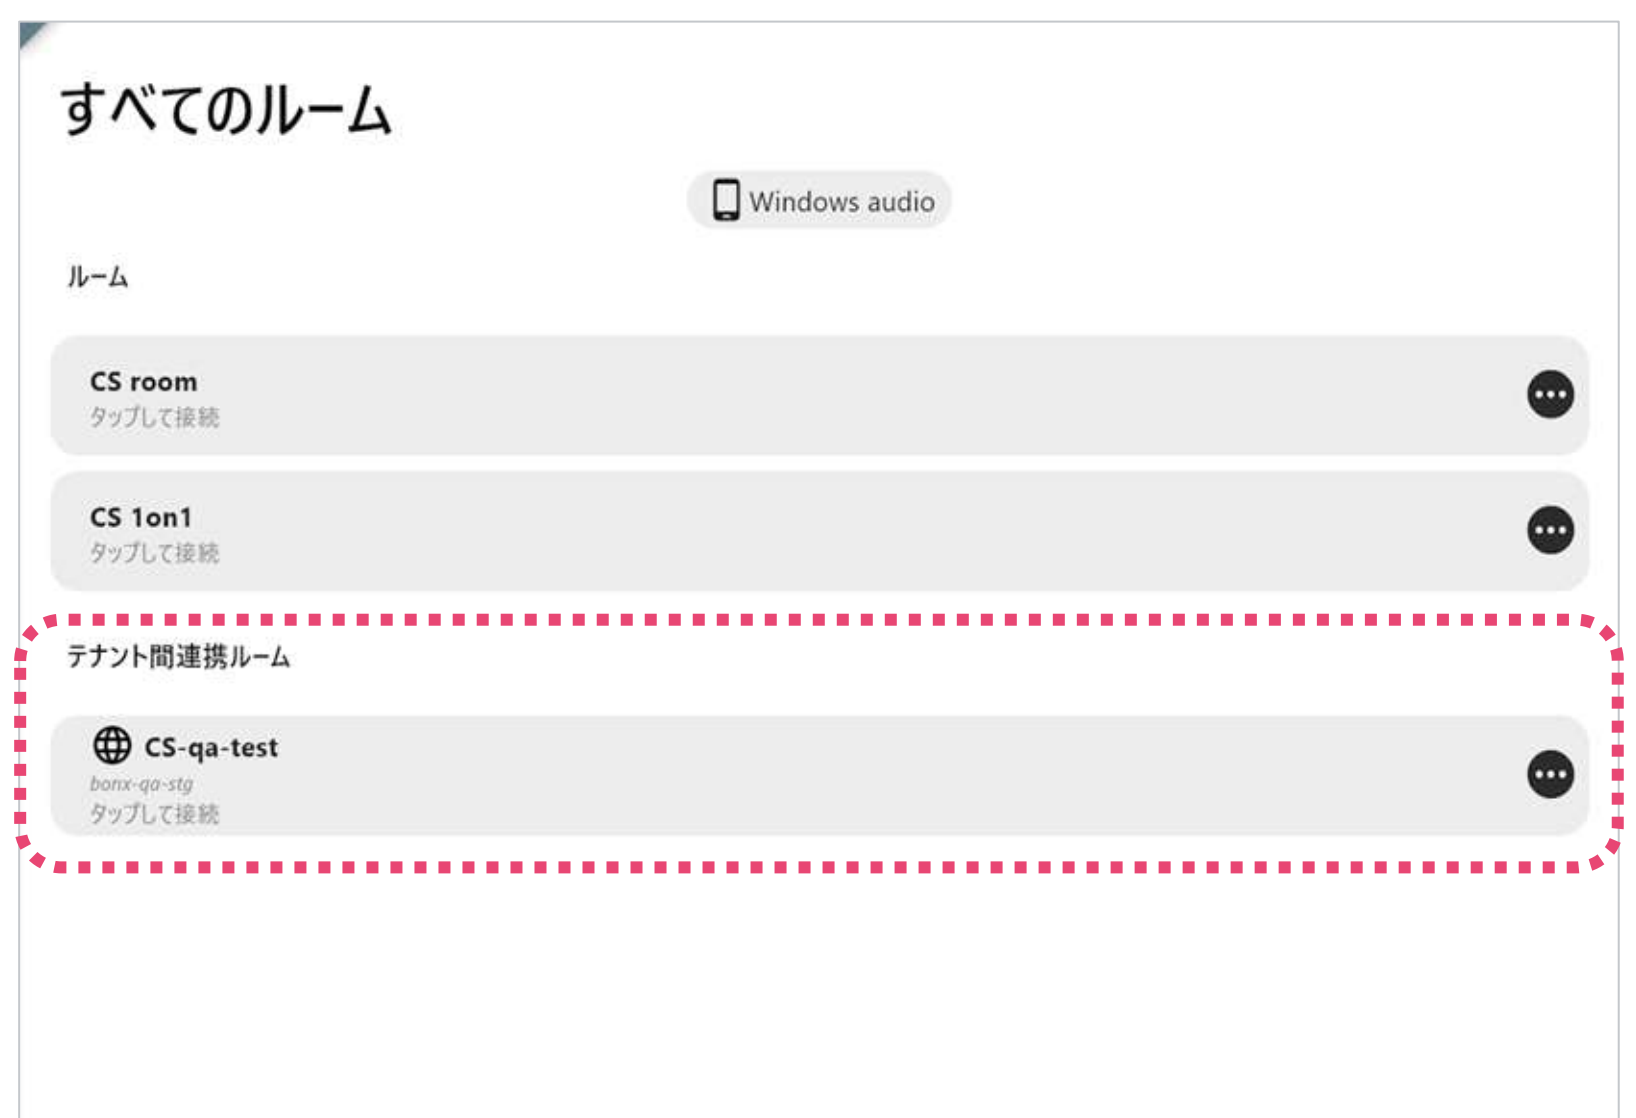 すべてのルーム
Windows audio
ルーム
CS room
タップして接続
CS 1on1
タップして接続
テナント間連携ルーム
CS-qa-test
bonx-qa-stg
タップして接続